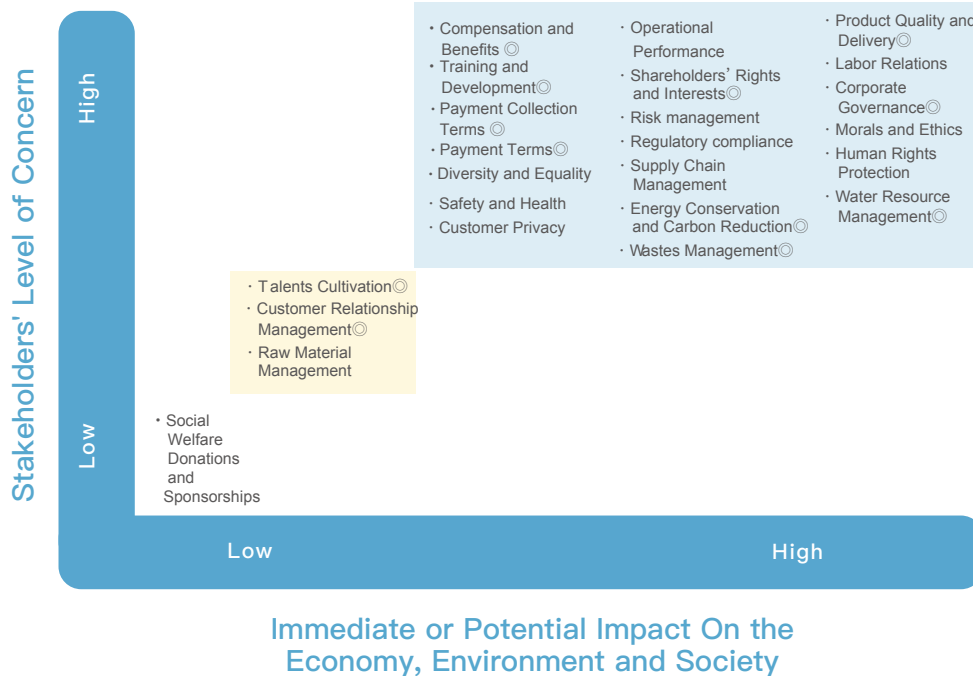 Stakeholders' Level of Concern
High
Low
· Compensation and
Benefits ◎
· Training and
Development◎
· Payment Collection
Terms ◎
· Payment Terms◎
· Diversity and Equality
· Safety and Health
· Customer Privacy
· Operational
Performance
· Shareholders’ Rights
and Interests◎
· Risk management
· Regulatory compliance
· Supply Chain
Management
· Energy Conservation
and Carbon Reduction◎
· Wastes Management◎
· Product Quality and
Delivery◎
· Labor Relations
· Corporate
Governance◎
· Morals and Ethics
· Human Rights
Protection
· Water Resource
Management◎
· Talents Cultivation◎
· Customer Relationship
Management◎
· Raw Material
Management
· Social
Welfare
Donations
and
Sponsorships
Low
High
Immediate or Potential Impact On the
Economy, Environment and Society